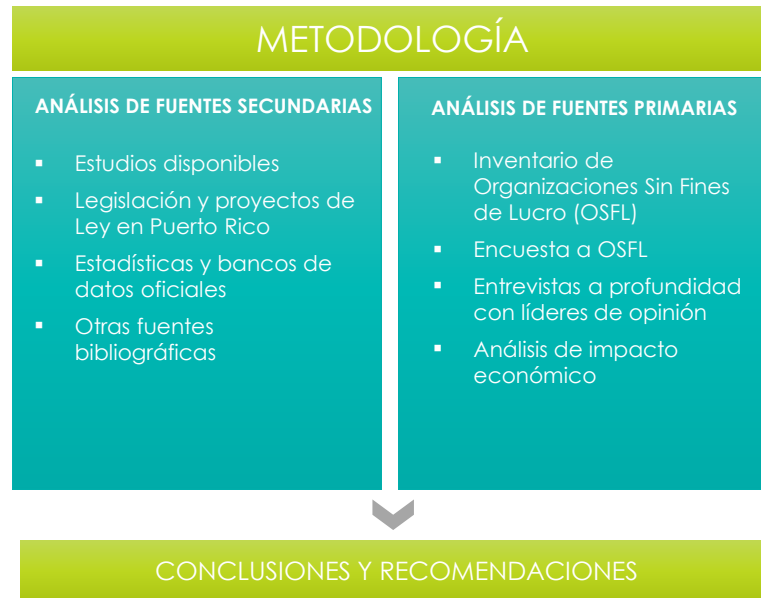 METODOLOGÍA
ANÁLISIS DE FUENTES SECUNDARIAS
▪ Estudios disponibles
▪ Legislación y proyectos de
Ley en Puerto Rico
▪ Estadísticas y bancos de
datos oficiales
▪ Otras fuentes
bibliográficas
ANÁLISIS DE FUENTES PRIMARIAS
▪ Inventario de
Organizaciones Sin Fines
de Lucro (OSFL)
▪ Encuesta a OSFL
▪ Entrevistas a profundidad
con líderes de opinión
▪ Análisis de impacto
económico
CONCLUSIONES Y RECOMENDACIONES